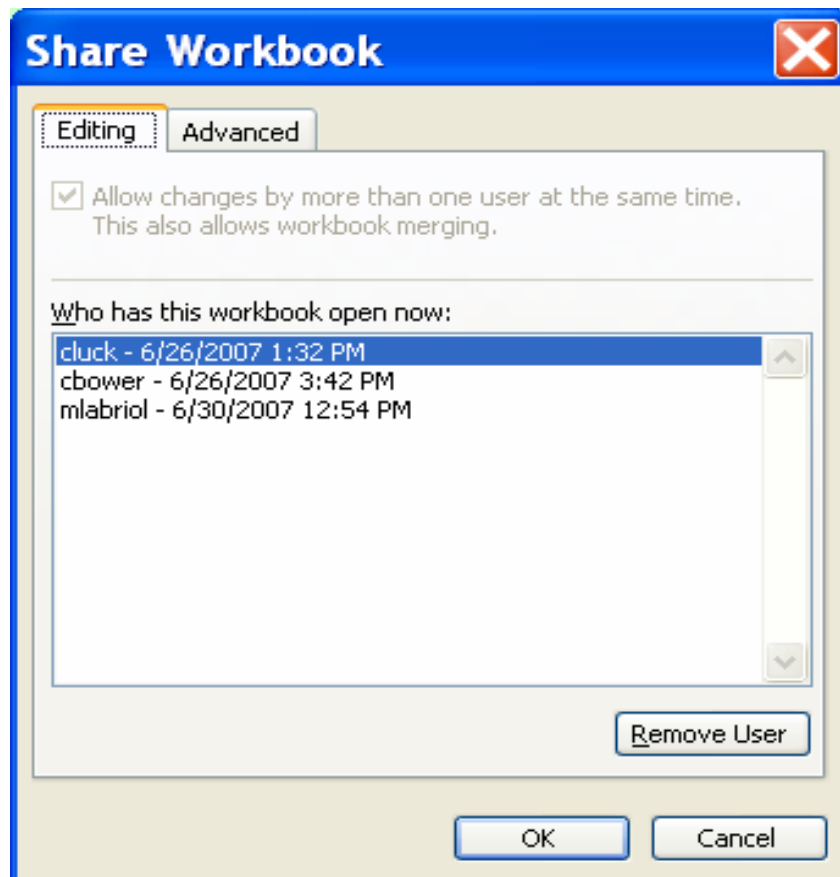 Share Workbook
Editing
Advanced
Allow changes by more than one user at the same time.
This also allows workbook merging.
Who has this workbook open now:
cluck - 6/26/2007 1:32 PM
cbower - 6/26/2007 3:42 PM
mlabriol - 6/30/2007 12:54 PM
Remove User
OK
Cancel